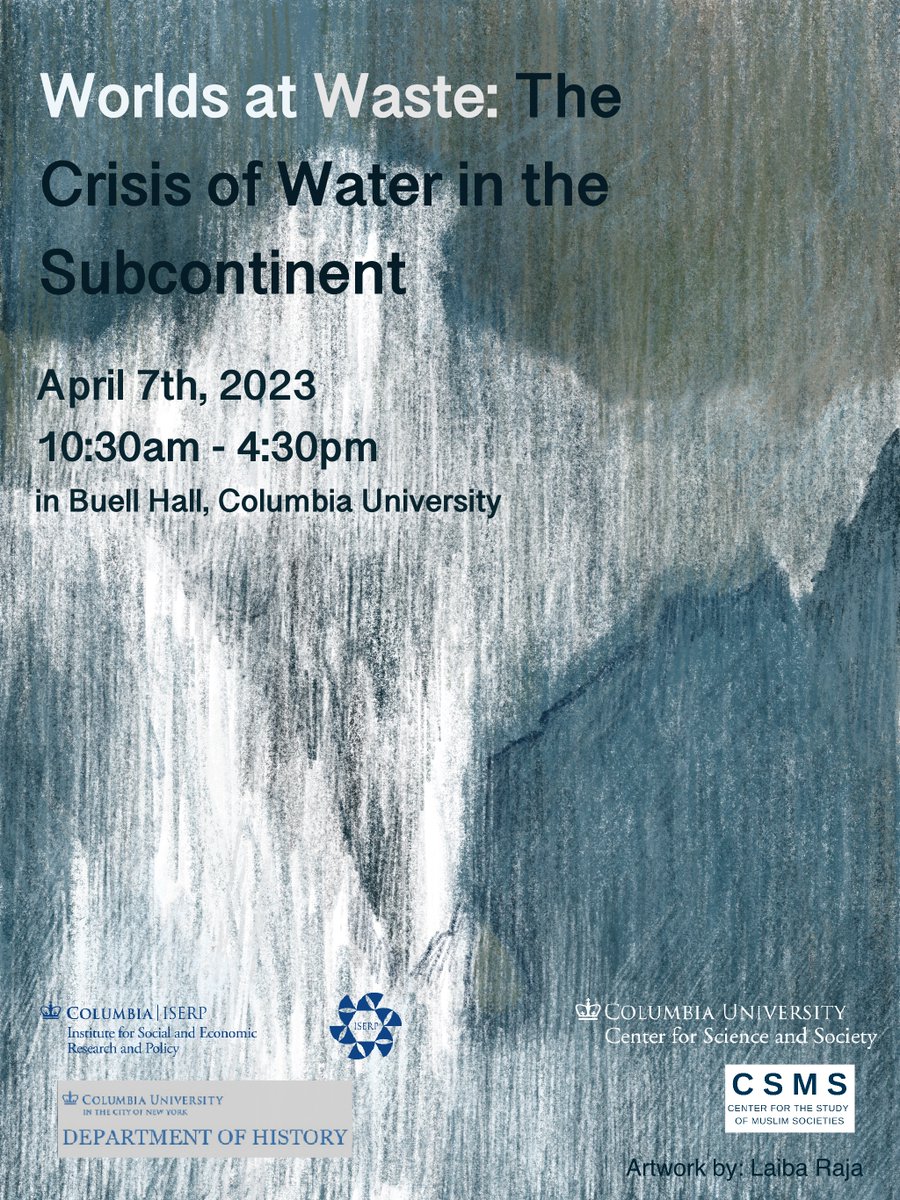 Worlds at Waste: The
Crisis of Water in the
Subcontinent
April 7th, 2023
10:30am - 4:30pm
in Buell Hall, Columbia University
COLUMBIA | ISERP
Institute for Social and Economic
Research and Policy
ISERP
COLUMBIA UNIVERSITY
Center for Science and Society
COLUMBIA UNIVERSITY
IN THE CITY OF NEW YORK
DEPARTMENT OF HISTORY
CSMS
CENTER FOR THE STUDY
OF MUSLIM SOCIETIES
Artwork by: Laiba Raja